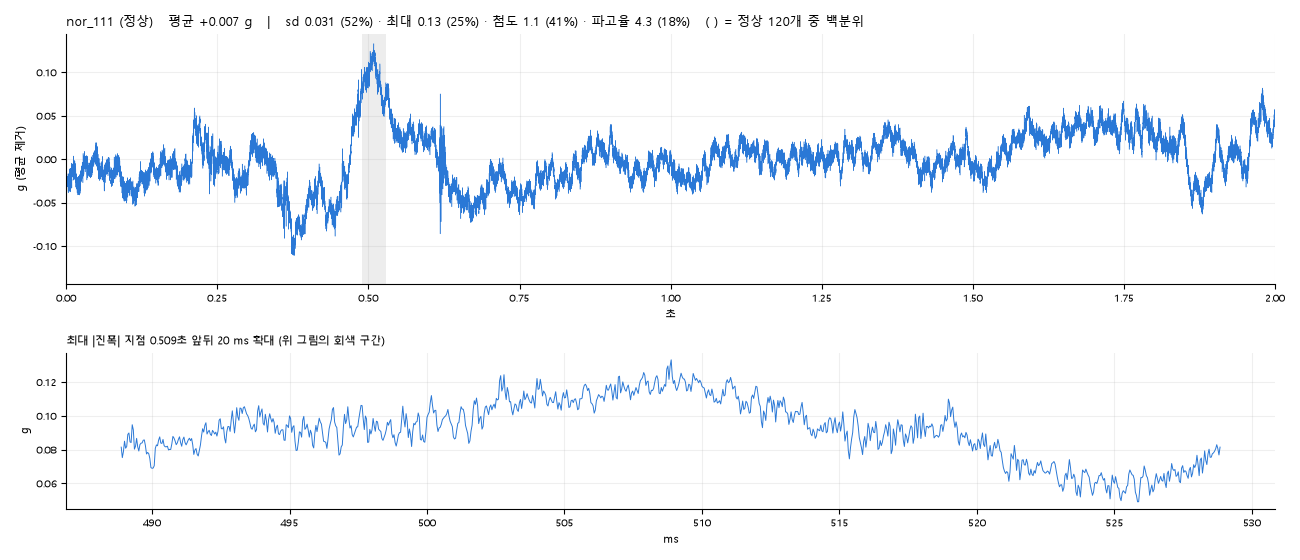 nor_111 (정상) 평균 +0.007 g | sd 0.031 (52%) · 최대 0.13 (25%) · 첨도 1.1 (41%) · 파고율 4.3 (18%) ( ) = 정상 120개 중 백분위
g (평균 제거)
0.10
0.05
0.00
-0.05
-0.10
0.00 0.25 0.50 0.75 1.00 1.25 1.50 1.75 2.00
초
최대 |진폭| 지점 0.509초 앞뒤 20 ms 확대 (위 그림의 회색 구간)
g
0.12
0.10
0.08
0.06
490 495 500 505 510 515 520 525 530
ms